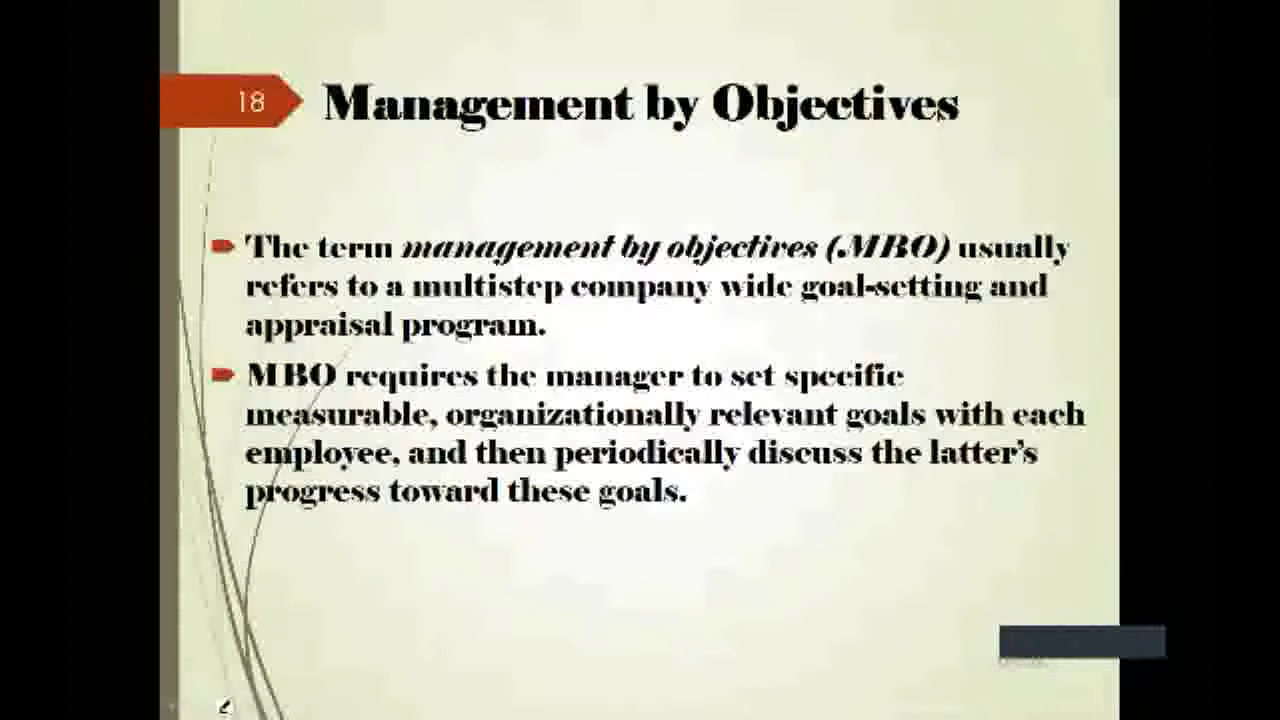 18
Management by Objectives
The term management by objectives (MBO) usually
refers to a multistep company wide goal-setting and
appraisal program.
MBO requires the manager to set specific
measurable, organizationally relevant goals with each
employee, and then periodically discuss the latter's
progress toward these goals.